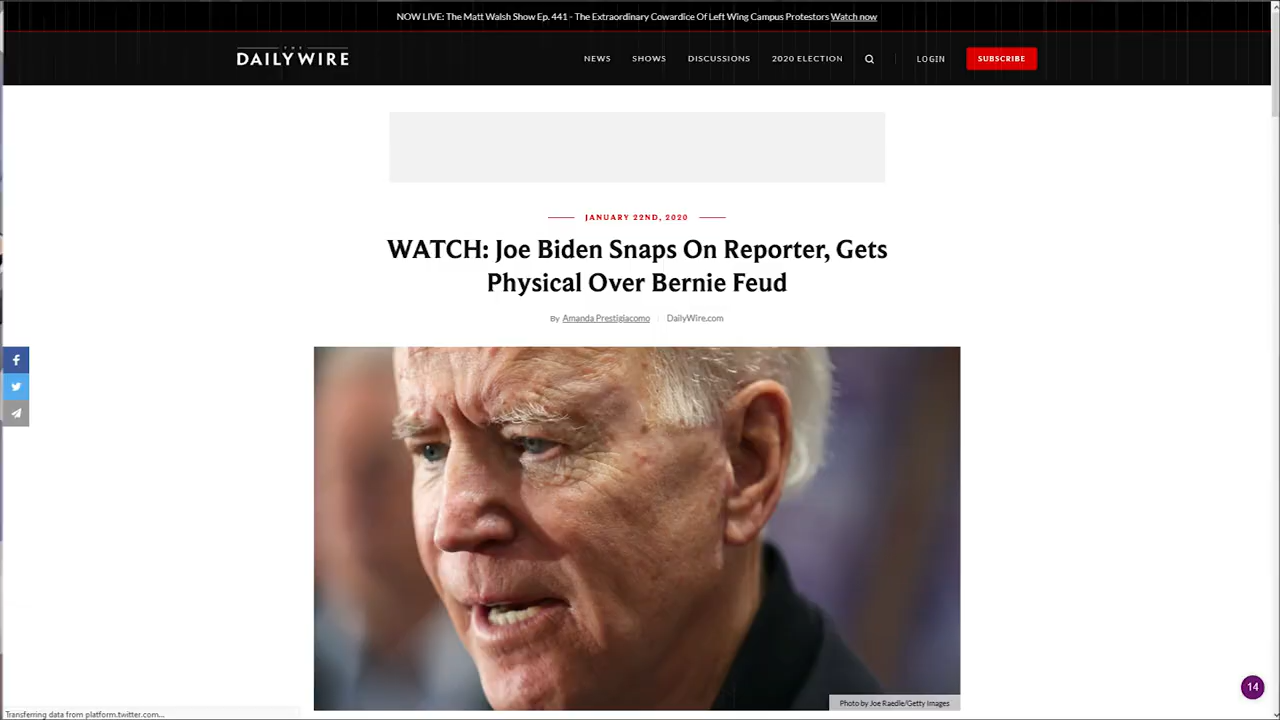 NOW LIVE: The Matt Walsh Show Ep. 441 - The Extraordinary Cowardice Of Left Wing Campus Protestors Watch now
THE
DAILYWIRE
NEWS SHOWS DISCUSSIONS 2020 ELECTION LOGIN SUBSCRIBE
JANUARY 22ND, 2020
WATCH: Joe Biden Snaps On Reporter, Gets
Physical Over Bernie Feud
By Amanda Prestigiacomo DailyWire.com
Photo by Joe Raedle/Getty Images
14
Transferring data from platform.twitter.com...